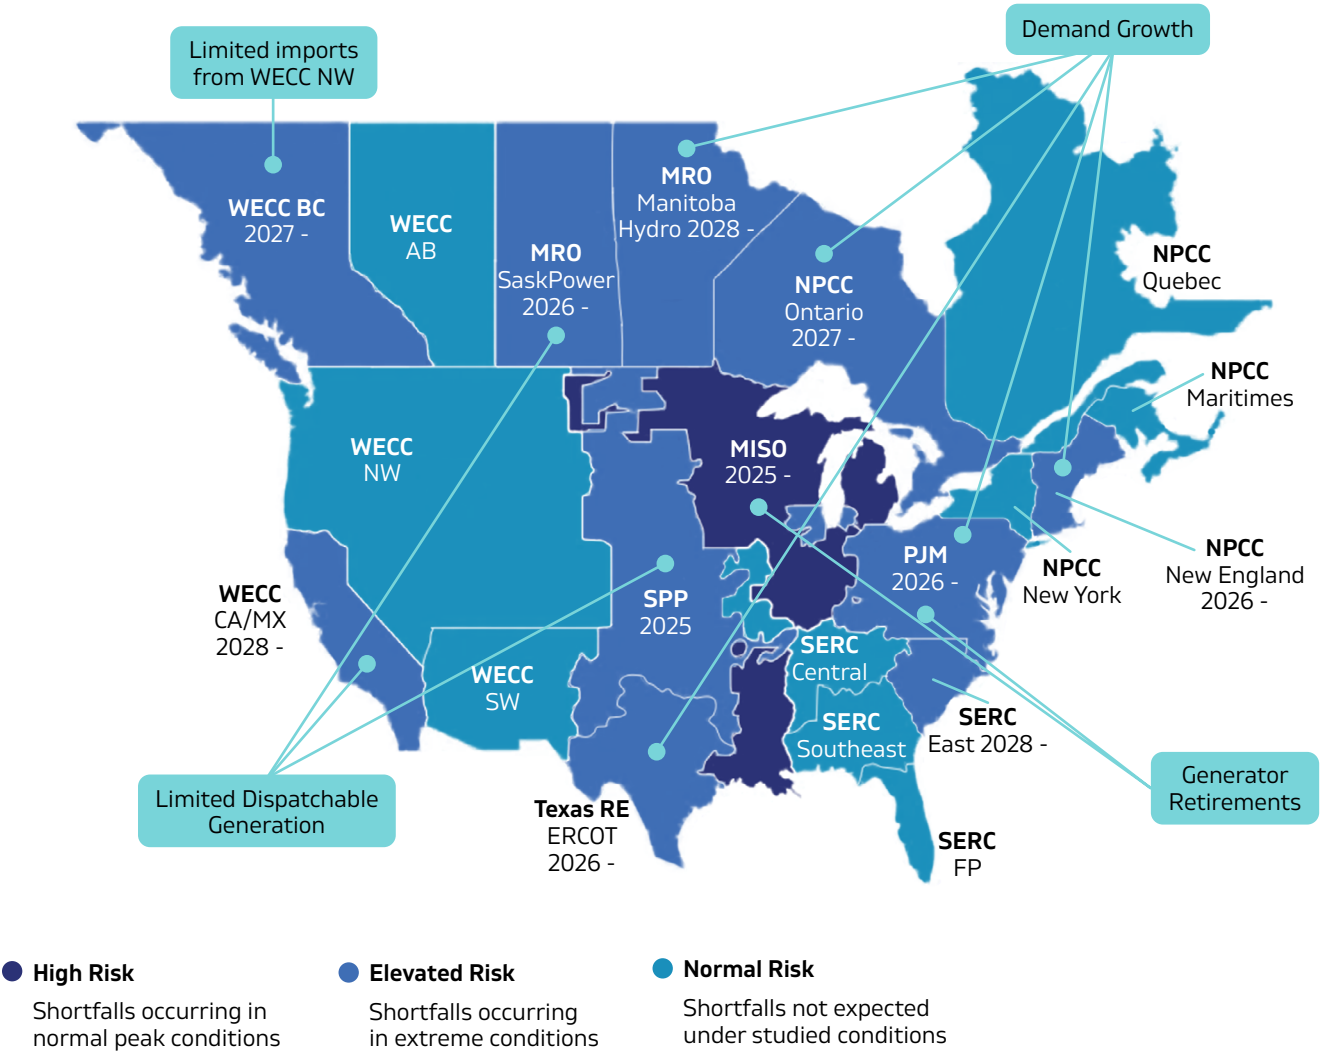 Demand Growth
Limited imports
from WECC NW
WECC BC
2027 -
WECC
AB
MRO
SaskPower
2026 -
MRO
Manitoba
Hydro 2028 -
NPCC
Ontario
2027 -
NPCC
Quebec
NPCC
Maritimes
WECC
NW
MISO
2025 -
NPCC
New England
2026 -
NPCC
New York
PJM
2026 -
WECC
CA/MX
2028 -
SPP
2025
WECC
SW
SERC
Central
SERC
Southeast
SERC
East 2028 -
Generator
Retirements
Limited Dispatchable
Generation
Texas RE
ERCOT
2026 -
SERC
FP
High Risk
Shortfalls occurring in
normal peak conditions
Elevated Risk
Shortfalls occurring
in extreme conditions
Normal Risk
Shortfalls not expected
under studied conditions